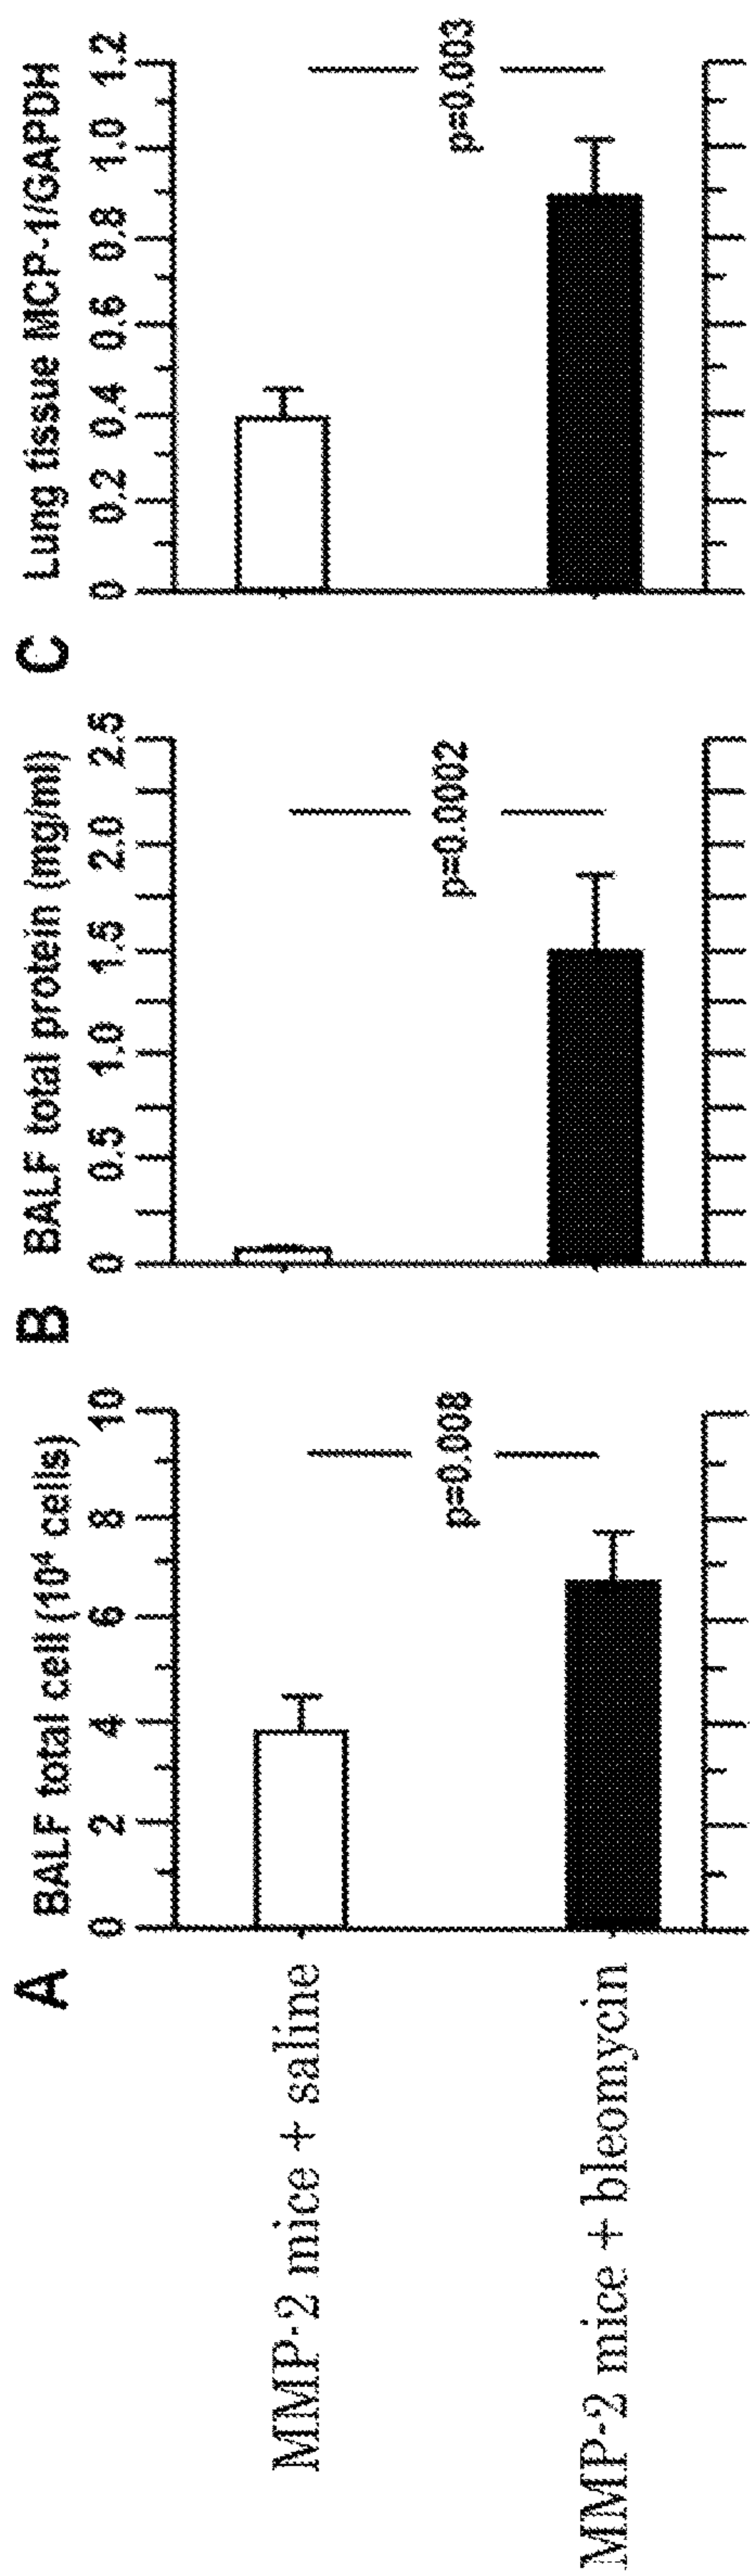 A
BALF total cell (10⁴ cells)
0 2 4 6 8 10
p=0.008
B
BALF total protein (mg/ml)
0 0.5 1.0 1.5 2.0 2.5
p=0.0002
C
Lung tissue MCP-1/GAPDH
0 0.2 0.4 0.6 0.8 1.0 1.2
p=0.003
MMP-2 mice + saline
MMP-2 mice + bleomycin